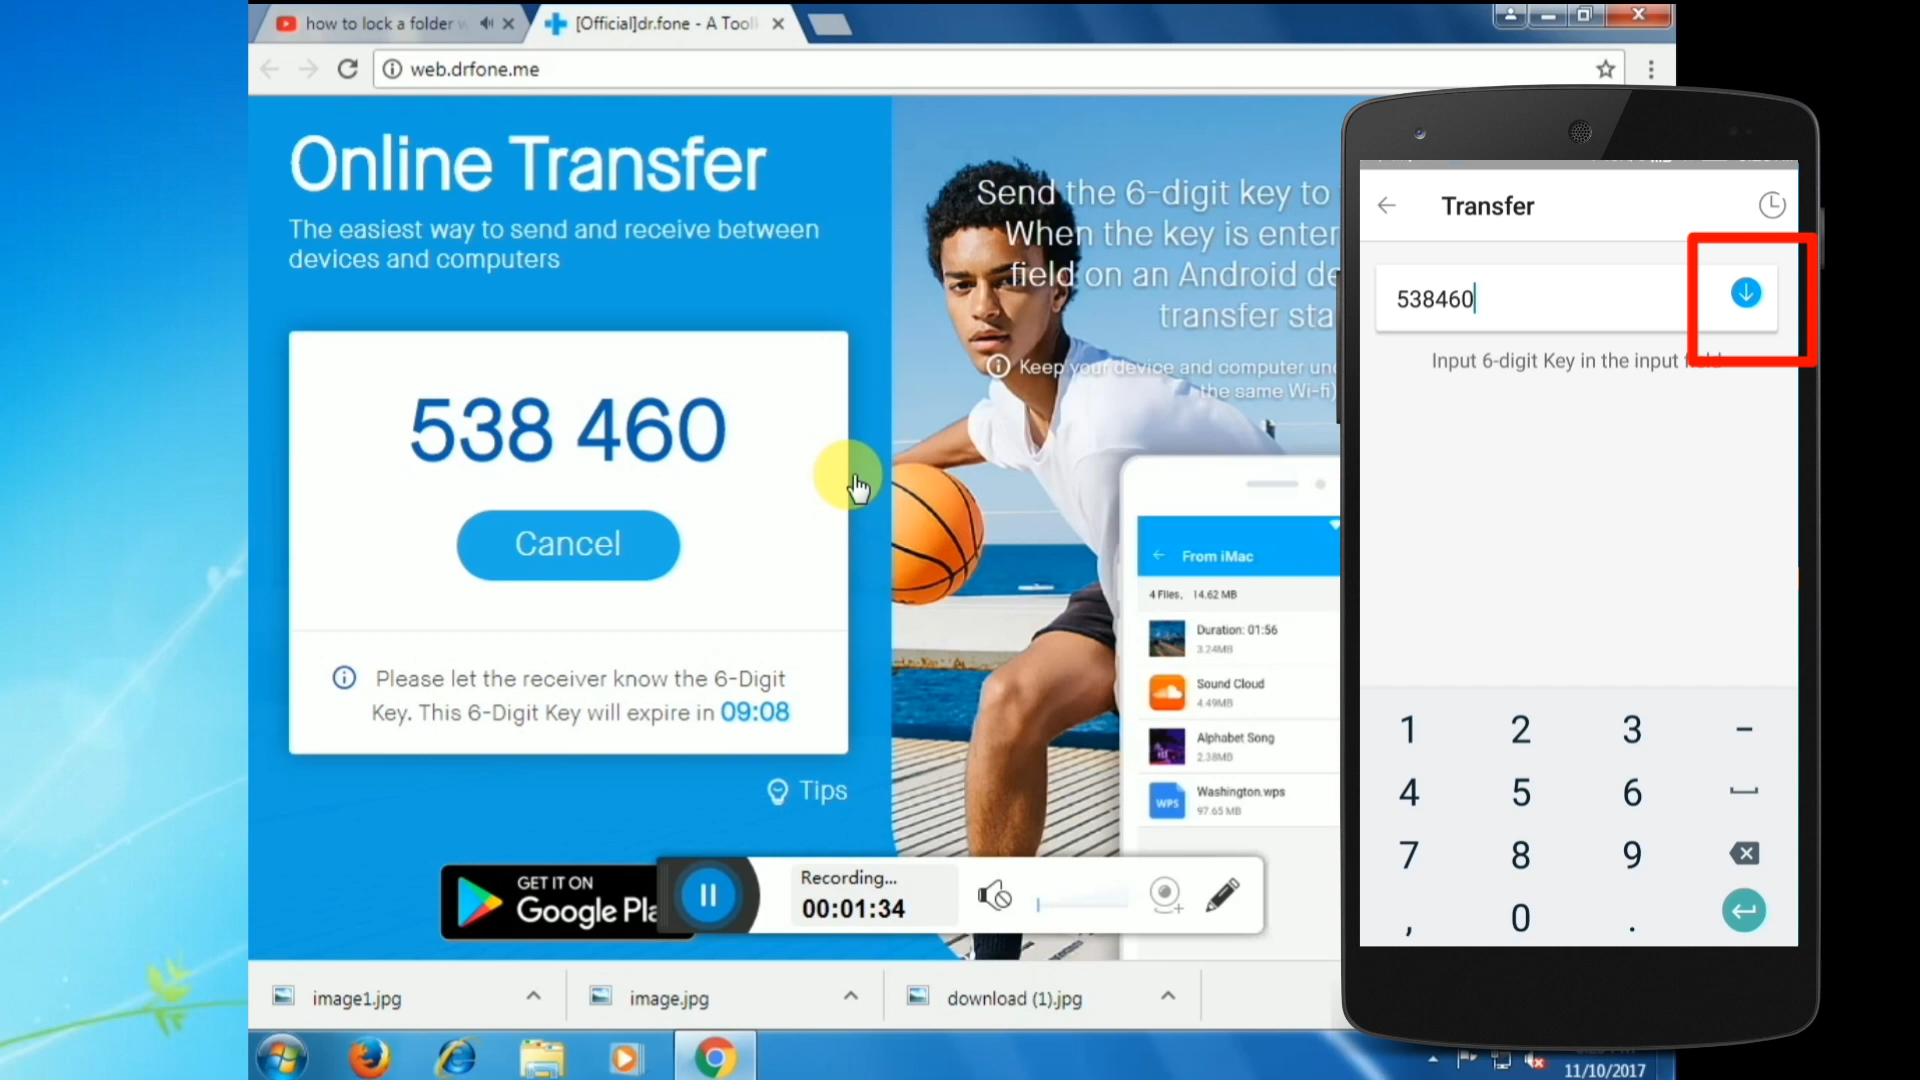 how to lock a folder
[Official]dr.fone - A Tool
web.drfone.me
Online Transfer
The easiest way to send and receive between
devices and computers
538 460
Cancel
Please let the receiver know the 6-Digit
Key. This 6-Digit Key will expire in 09:08
Tips
GET IT ON
Google Pla
Recording...
00:01:34
Send the 6-digit key to
When the key is enter
field on an Android de
transfer sta
Keep your device and computer un
the same Wi-fi)
From iMac
4 Files, 14.62 MB
Duration: 01:56
3.24MB
Sound Cloud
4.49MB
Alphabet Song
2.38MB
WPS
Washington.wps
97.65 MB
Transfer
538460
Input 6-digit Key in the input
1 2 3 -
4 5 6
7 8 9
, 0 .
image1.jpg
image.jpg
download (1).jpg
11/10/2017